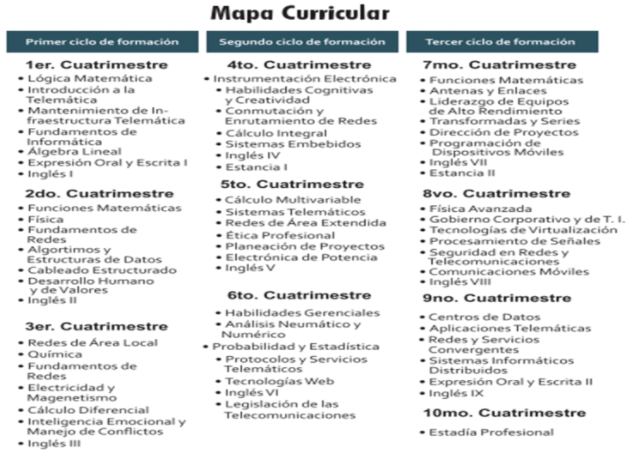 Mapa Curricular
Primer ciclo de formación
1er. Cuatrimestre
• Lógica Matemática
• Introducción a la
Telemática
• Mantenimiento de In-
fraestructura Telemática
• Fundamentos de
Informática
• Álgebra Lineal
• Expresión Oral y Escrita I
• Inglés I
2do. Cuatrimestre
• Funciones Matemáticas
• Física
• Fundamentos de
Redes
• Algortimos y
Estructuras de Datos
• Cableado Estructurado
• Desarrollo Humano
y de Valores
• Inglés II
3er. Cuatrimestre
• Redes de Área Local
• Química
• Fundamentos de
Redes
• Electricidad y
Magenetismo
• Cálculo Diferencial
• Inteligencia Emocional y
Manejo de Conflictos
• Inglés III
Segundo ciclo de formación
4to. Cuatrimestre
• Instrumentación Electrónica
• Habilidades Cognitivas
y Creatividad
• Conmutación y
Enrutamiento de Redes
• Cálculo Integral
• Sistemas Embebidos
• Inglés IV
• Estancia I
5to. Cuatrimestre
• Cálculo Multivariable
• Sistemas Telemáticos
• Redes de Área Extendida
• Ética Profesional
• Planeación de Proyectos
• Electrónica de Potencia
• Inglés V
6to. Cuatrimestre
• Habilidades Gerenciales
• Análisis Neumático y
Numérico
• Probabilidad y Estadística
• Protocolos y Servicios
Telemáticos
• Tecnologías Web
• Inglés VI
• Legislación de las
Telecomunicaciones
Tercer ciclo de formación
7mo. Cuatrimestre
• Funciones Matemáticas
• Antenas y Enlaces
• Liderazgo de Equipos
de Alto Rendimiento
• Transformadas y Series
• Dirección de Proyectos
• Programación de
Dispositivos Móviles
• Inglés VII
• Estancia II
8vo. Cuatrimestre
• Física Avanzada
• Gobierno Corporativo y de T. I.
• Tecnologías de Virtualización
• Procesamiento de Señales
• Seguridad en Redes y
Telecomunicaciones
• Comunicaciones Móviles
• Inglés VIII
9no. Cuatrimestre
• Centros de Datos
• Aplicaciones Telemáticas
• Redes y Servicios
Convergentes
• Sistemas Informáticos
Distribuidos
• Expresión Oral y Escrita II
• Inglés IX
10mo. Cuatrimestre
• Estadía Profesional